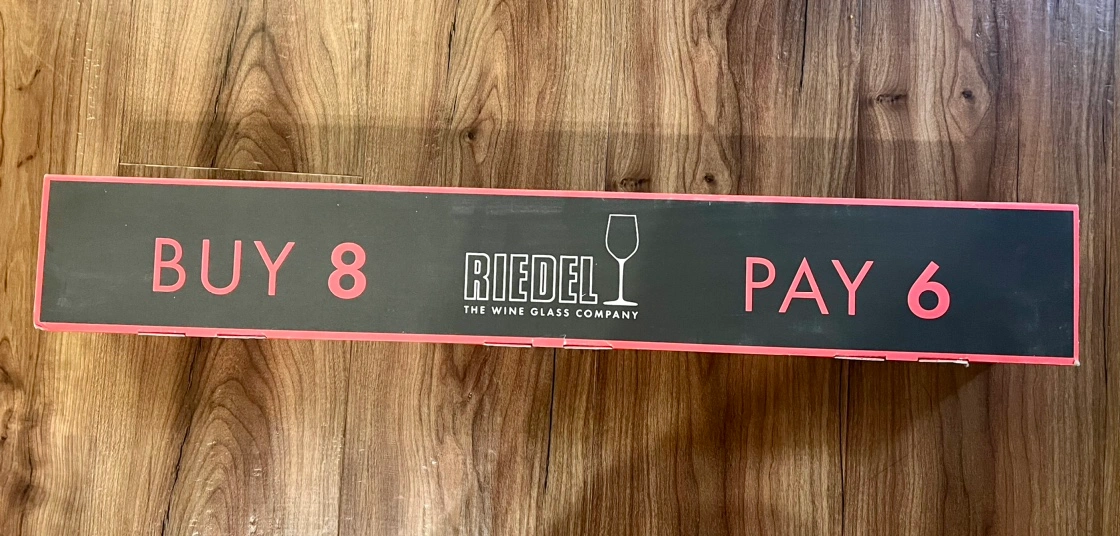 BUY 8
RIEDEL
THE WINE GLASS COMPANY
PAY 6